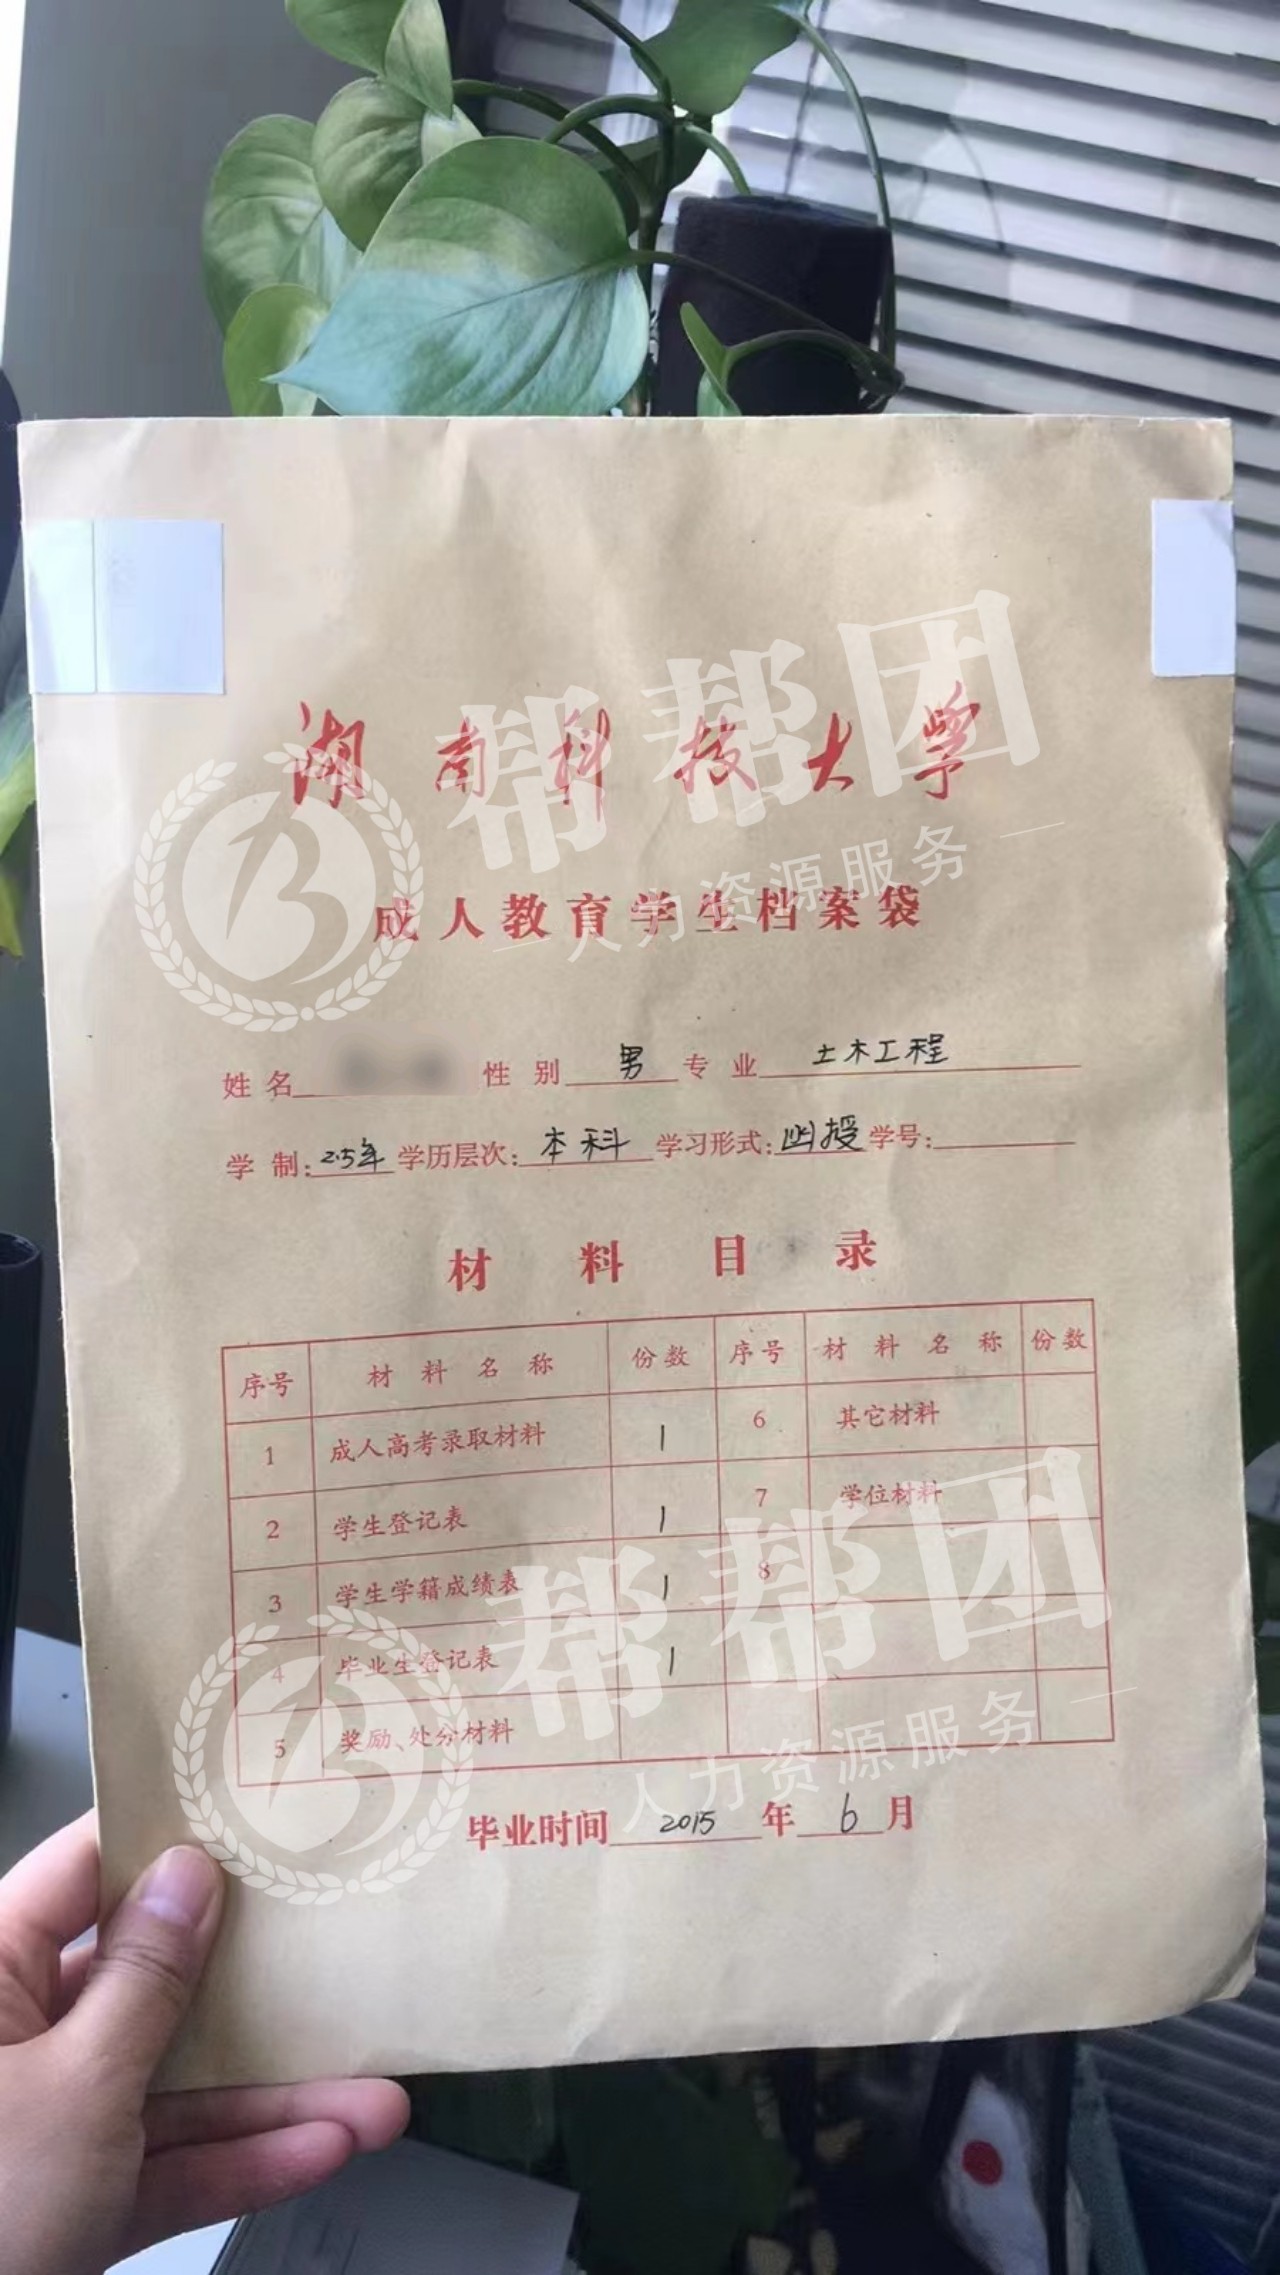 湖南科技大学
成人教育学生档案袋
姓名 性别 男 专业 土木工程
学制: 2.5年 学历层次: 本科 学习形式: 函授 学号:
材料目录
序号 材料名称 份数 序号 材料名称 份数
1 成人高考录取材料 1 6 其它材料
2 学生登记表 1 7 学位材料
3 学生学籍成绩表 1 8
4 毕业生登记表 1
5 奖励、处分材料
毕业时间 2015 年 6 月
帮帮团
人力资源服务
帮帮团
人力资源服务